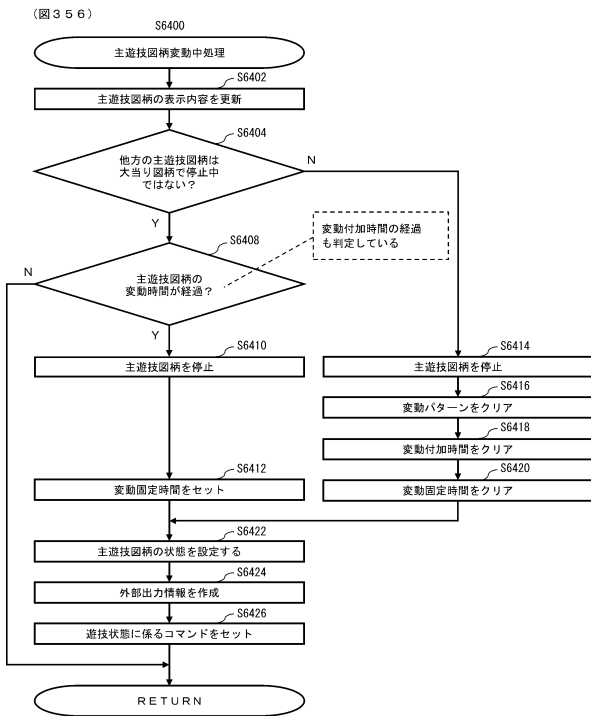 （図３５６）
S6400
主遊技図柄変動中処理
S6402
主遊技図柄の表示内容を更新
S6404
他方の主遊技図柄は
大当り図柄で停止中
ではない？
N
Y
S6408
変動付加時間の経過
も判定している
N
主遊技図柄の
変動時間が経過？
Y
S6410
主遊技図柄を停止
S6414
主遊技図柄を停止
S6416
変動パターンをクリア
S6418
変動付加時間をクリア
S6412
変動固定時間をセット
S6420
変動固定時間をクリア
S6422
主遊技図柄の状態を設定する
S6424
外部出力情報を作成
S6426
遊技状態に係るコマンドをセット
ＲＥＴＵＲＮ